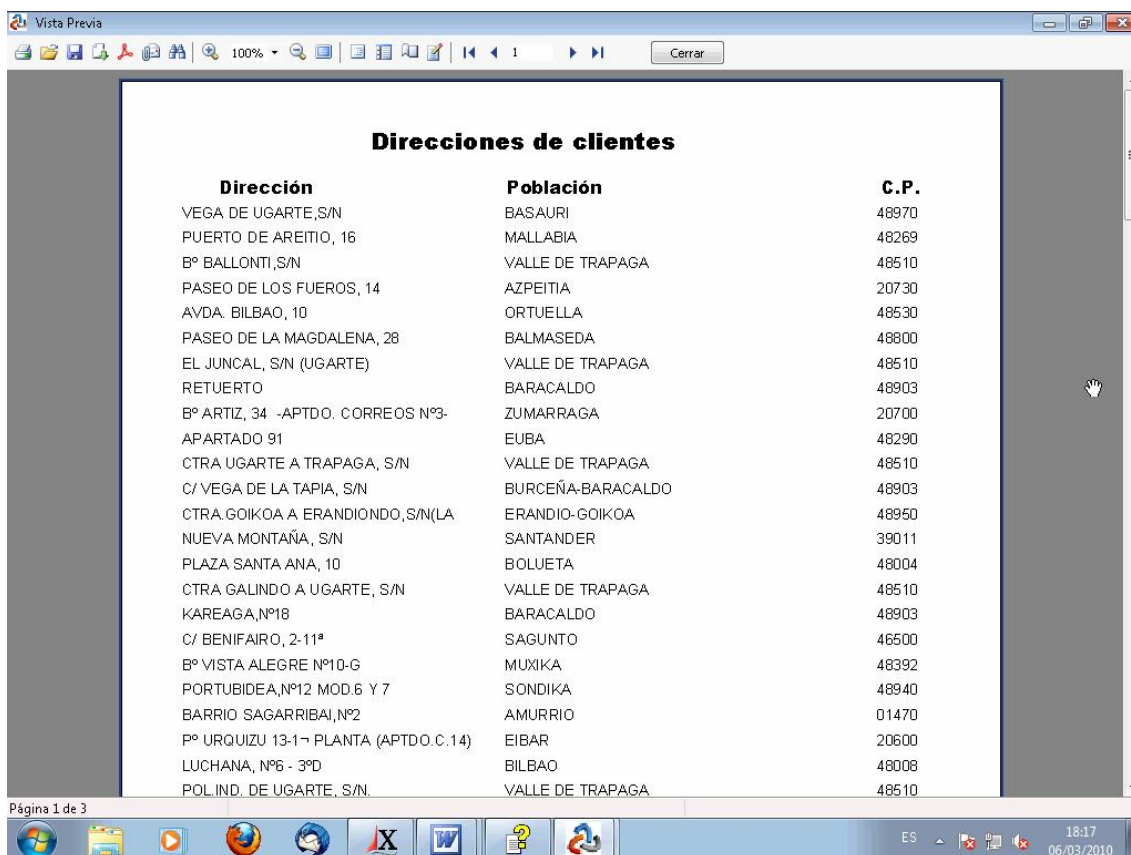 Vista Previa
100% 1 Cerrar
Direcciones de clientes
Dirección Población C.P.
VEGA DE UGARTE,S/N BASAURI 48970
PUERTO DE AREITIO, 16 MALLABIA 48269
Bº BALLONTI,S/N VALLE DE TRAPAGA 48510
PASEO DE LOS FUEROS, 14 AZPEITIA 20730
AVDA. BILBAO, 10 ORTUELLA 48530
PASEO DE LA MAGDALENA, 28 BALMASEDA 48800
EL JUNCAL, S/N (UGARTE) VALLE DE TRAPAGA 48510
RETUERTO BARACALDO 48903
Bº ARTIZ, 34 -APTDO. CORREOS Nº3- ZUMARRAGA 20700
APARTADO 91 EUBA 48290
CTRA UGARTE A TRAPAGA, S/N VALLE DE TRAPAGA 48510
C/ VEGA DE LA TAPIA, S/N BURCEÑA-BARACALDO 48903
CTRA.GOIKOA A ERANDIONDO,S/N(LA ERANDIO-GOIKOA 48950
NUEVA MONTAÑA, S/N SANTANDER 39011
PLAZA SANTA ANA, 10 BOLUETA 48004
CTRA GALINDO A UGARTE, S/N VALLE DE TRAPAGA 48510
KAREAGA,Nº18 BARACALDO 48903
C/ BENIFAIRO, 2-11ª SAGUNTO 46500
Bº VISTA ALEGRE Nº10-G MUXIKA 48392
PORTUBIDEA,Nº12 MOD.6 Y 7 SONDIKA 48940
BARRIO SAGARRIBAI,Nº2 AMURRIO 01470
Pº URQUIZU 13-1¬ PLANTA (APTDO.C.14) EIBAR 20600
LUCHANA, Nº6 - 3ºD BILBAO 48008
POL.IND. DE UGARTE, S/N. VALLE DE TRAPAGA 48510
Página 1 de 3
ES 18:17
06/03/2010